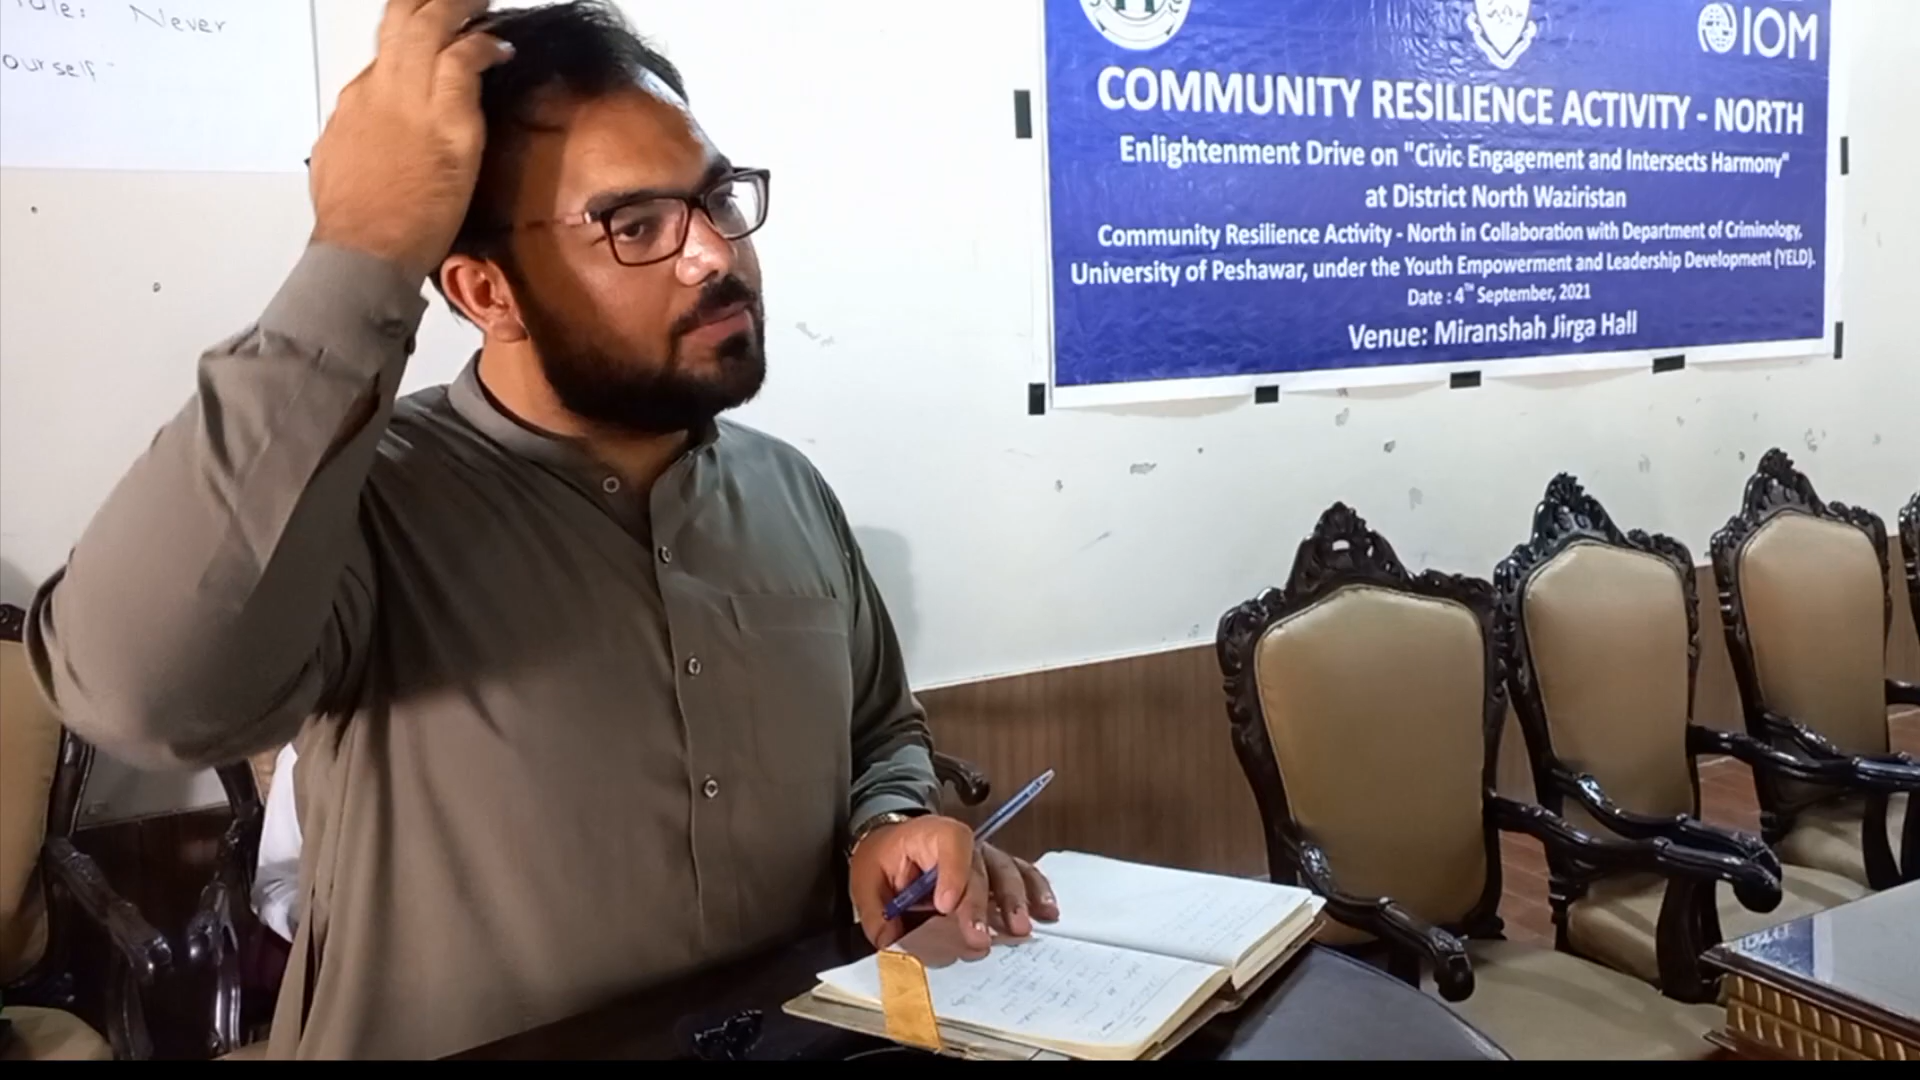 rule: Never
ourself
IOM
COMMUNITY RESILIENCE ACTIVITY - NORTH
Enlightenment Drive on "Civic Engagement and Intersects Harmony"
at District North Waziristan
Community Resilience Activity - North in Collaboration with Department of Criminology,
University of Peshawar, under the Youth Empowerment and Leadership Development (YELD).
Date : 4TH September, 2021
Venue: Miranshah Jirga Hall